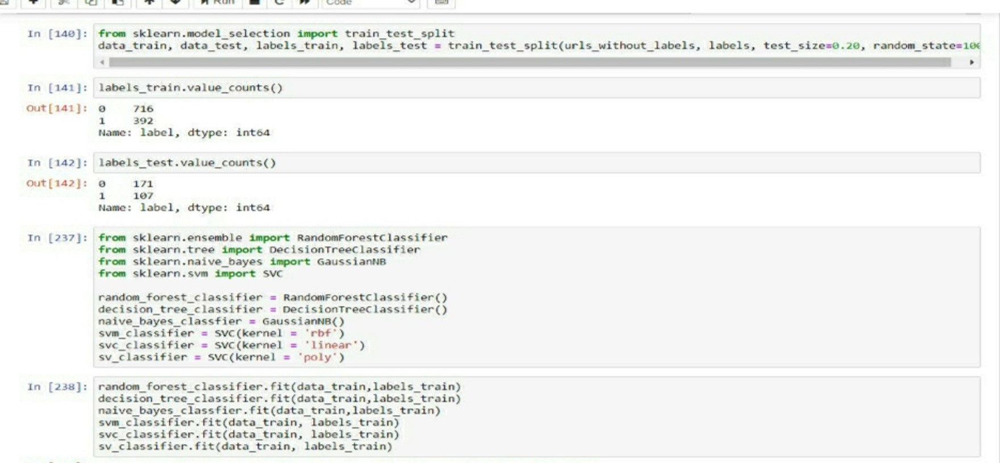 Run
Code
In [140]: from sklearn.model_selection import train_test_split
data_train, data_test, labels_train, labels_test = train_test_split(urls_without_labels, labels, test_size=0.20, random_state=100
In [141]: labels_train.value_counts()
Out[141]: 0 716
1 392
Name: label, dtype: int64
In [142]: labels_test.value_counts()
Out[142]: 0 171
1 107
Name: label, dtype: int64
In [237]: from sklearn.ensemble import RandomForestClassifier
from sklearn.tree import DecisionTreeClassifier
from sklearn.naive_bayes import GaussianNB
from sklearn.svm import SVC
random_forest_classifier = RandomForestClassifier()
decision_tree_classifier = DecisionTreeClassifier()
naive_bayes_classfier = GaussianNB()
svm_classifier = SVC(kernel = 'rbf')
svc_classifier = SVC(kernel = 'linear')
sv_classifier = SVC(kernel = 'poly')
In [238]: random_forest_classifier.fit(data_train,labels_train)
decision_tree_classifier.fit(data_train,labels_train)
naive_bayes_classfier.fit(data_train,labels_train)
svm_classifier.fit(data_train, labels_train)
svc_classifier.fit(data_train, labels_train)
sv_classifier.fit(data_train, labels_train)